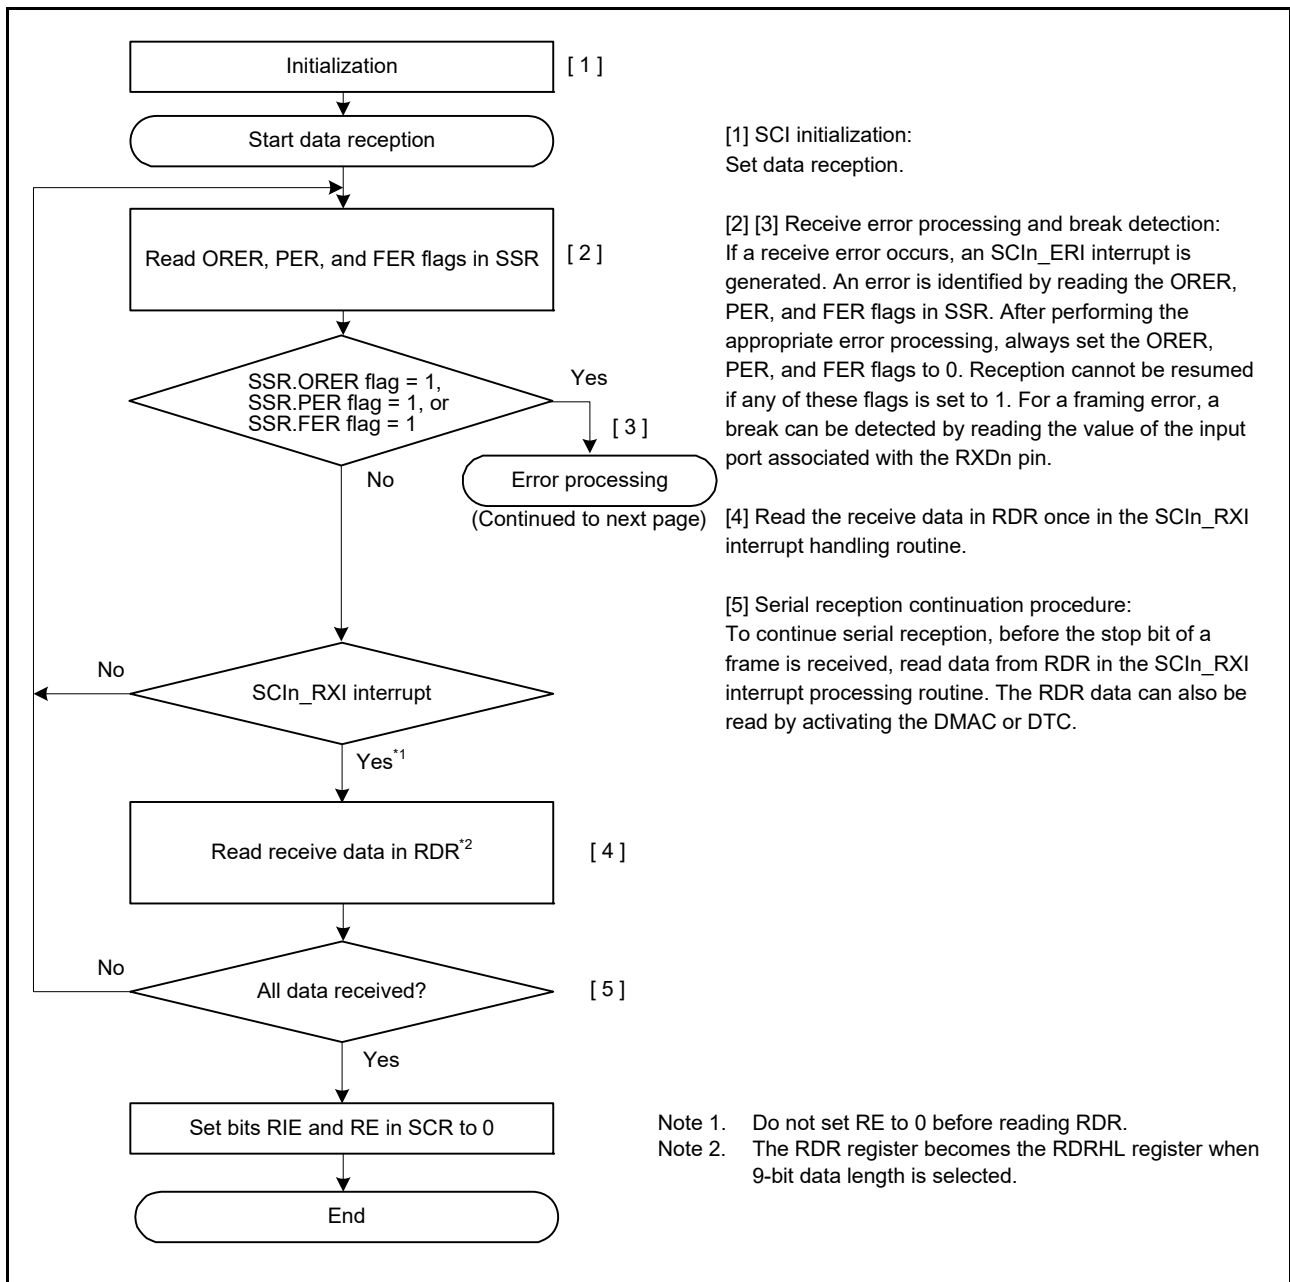 Initialization
[ 1 ]
Start data reception
Read ORER, PER, and FER flags in SSR
[ 2 ]
SSR.ORER flag = 1,
SSR.PER flag = 1, or
SSR.FER flag = 1
Yes
[ 3 ]
No
Error processing
(Continued to next page)
No
SCIn_RXI interrupt
Yes*1
Read receive data in RDR*2
[ 4 ]
No
All data received?
[ 5 ]
Yes
Set bits RIE and RE in SCR to 0
End
[1] SCI initialization:
Set data reception.
[2] [3] Receive error processing and break detection:
If a receive error occurs, an SCIn_ERI interrupt is
generated. An error is identified by reading the ORER,
PER, and FER flags in SSR. After performing the
appropriate error processing, always set the ORER,
PER, and FER flags to 0. Reception cannot be resumed
if any of these flags is set to 1. For a framing error, a
break can be detected by reading the value of the input
port associated with the RXDn pin.
[4] Read the receive data in RDR once in the SCIn_RXI
interrupt handling routine.
[5] Serial reception continuation procedure:
To continue serial reception, before the stop bit of a
frame is received, read data from RDR in the SCIn_RXI
interrupt processing routine. The RDR data can also be
read by activating the DMAC or DTC.
Note 1. Do not set RE to 0 before reading RDR.
Note 2. The RDR register becomes the RDRHL register when
9-bit data length is selected.